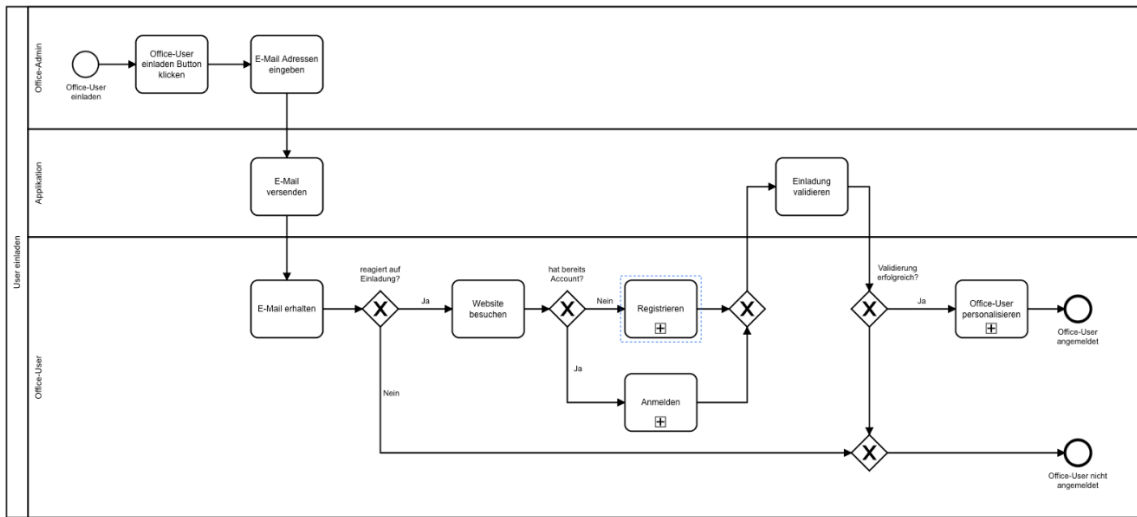 User einladen
Office-Admin
Office-User
einladen
Office-User
einladen Button
klicken
E-Mail Adressen
eingeben
Applikation
E-Mail
versenden
Einladung
validieren
Office-User
E-Mail erhalten
reagiert auf
Einladung?
Ja
Nein
Website
besuchen
hat bereits
Account?
Nein
Ja
Registrieren
Anmelden
Validierung
erfolgreich?
Ja
Office-User
personalisieren
Office-User
angemeldet
Office-User nicht
angemeldet